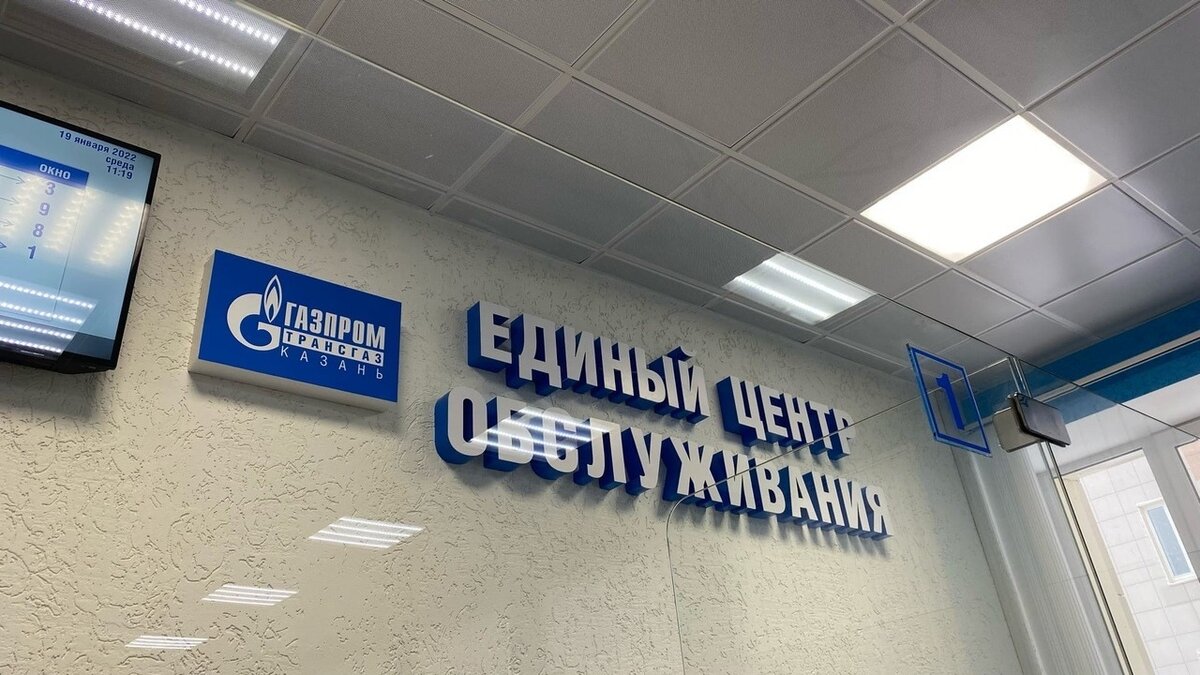 19 января 2022
среда
11:19
ОКНО
3
9
8
1
ГАЗПРОМ
ТРАНСГАЗ
КАЗАНЬ
ЕДИНЫЙ ЦЕНТР
ОБСЛУЖИВАНИЯ
1